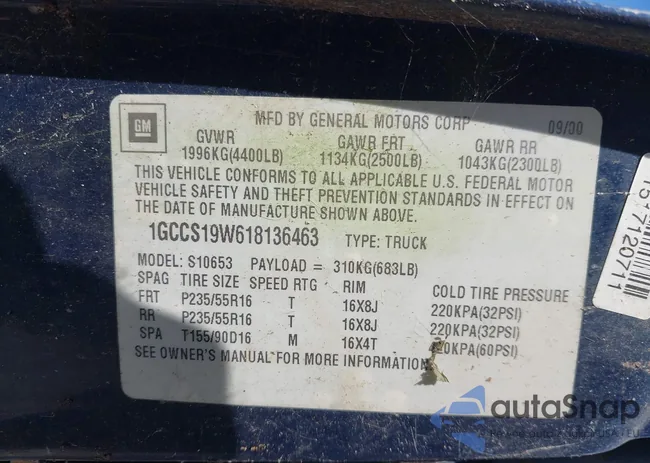 GM
MFD BY GENERAL MOTORS CORP 09/00
GVWR GAWR FRT GAWR RR
1996KG(4400LB) 1134KG(2500LB) 1043KG(2300LB)
THIS VEHICLE CONFORMS TO ALL APPLICABLE U.S. FEDERAL MOTOR
VEHICLE SAFETY AND THEFT PREVENTION STANDARDS IN EFFECT ON
THE DATE OF MANUFACTURE SHOWN ABOVE.
1GCCS19W618136463 TYPE: TRUCK
MODEL: S10653 PAYLOAD = 310KG(683LB)
SPAG TIRE SIZE SPEED RTG RIM COLD TIRE PRESSURE
FRT P235/55R16 T 16X8J 220KPA(32PSI)
RR P235/55R16 T 16X8J 220KPA(32PSI)
SPA T155/90D16 M 16X4T 20KPA(60PSI)
SEE OWNER'S MANUAL FOR MORE INFORMATION
1517120711
autoSnap